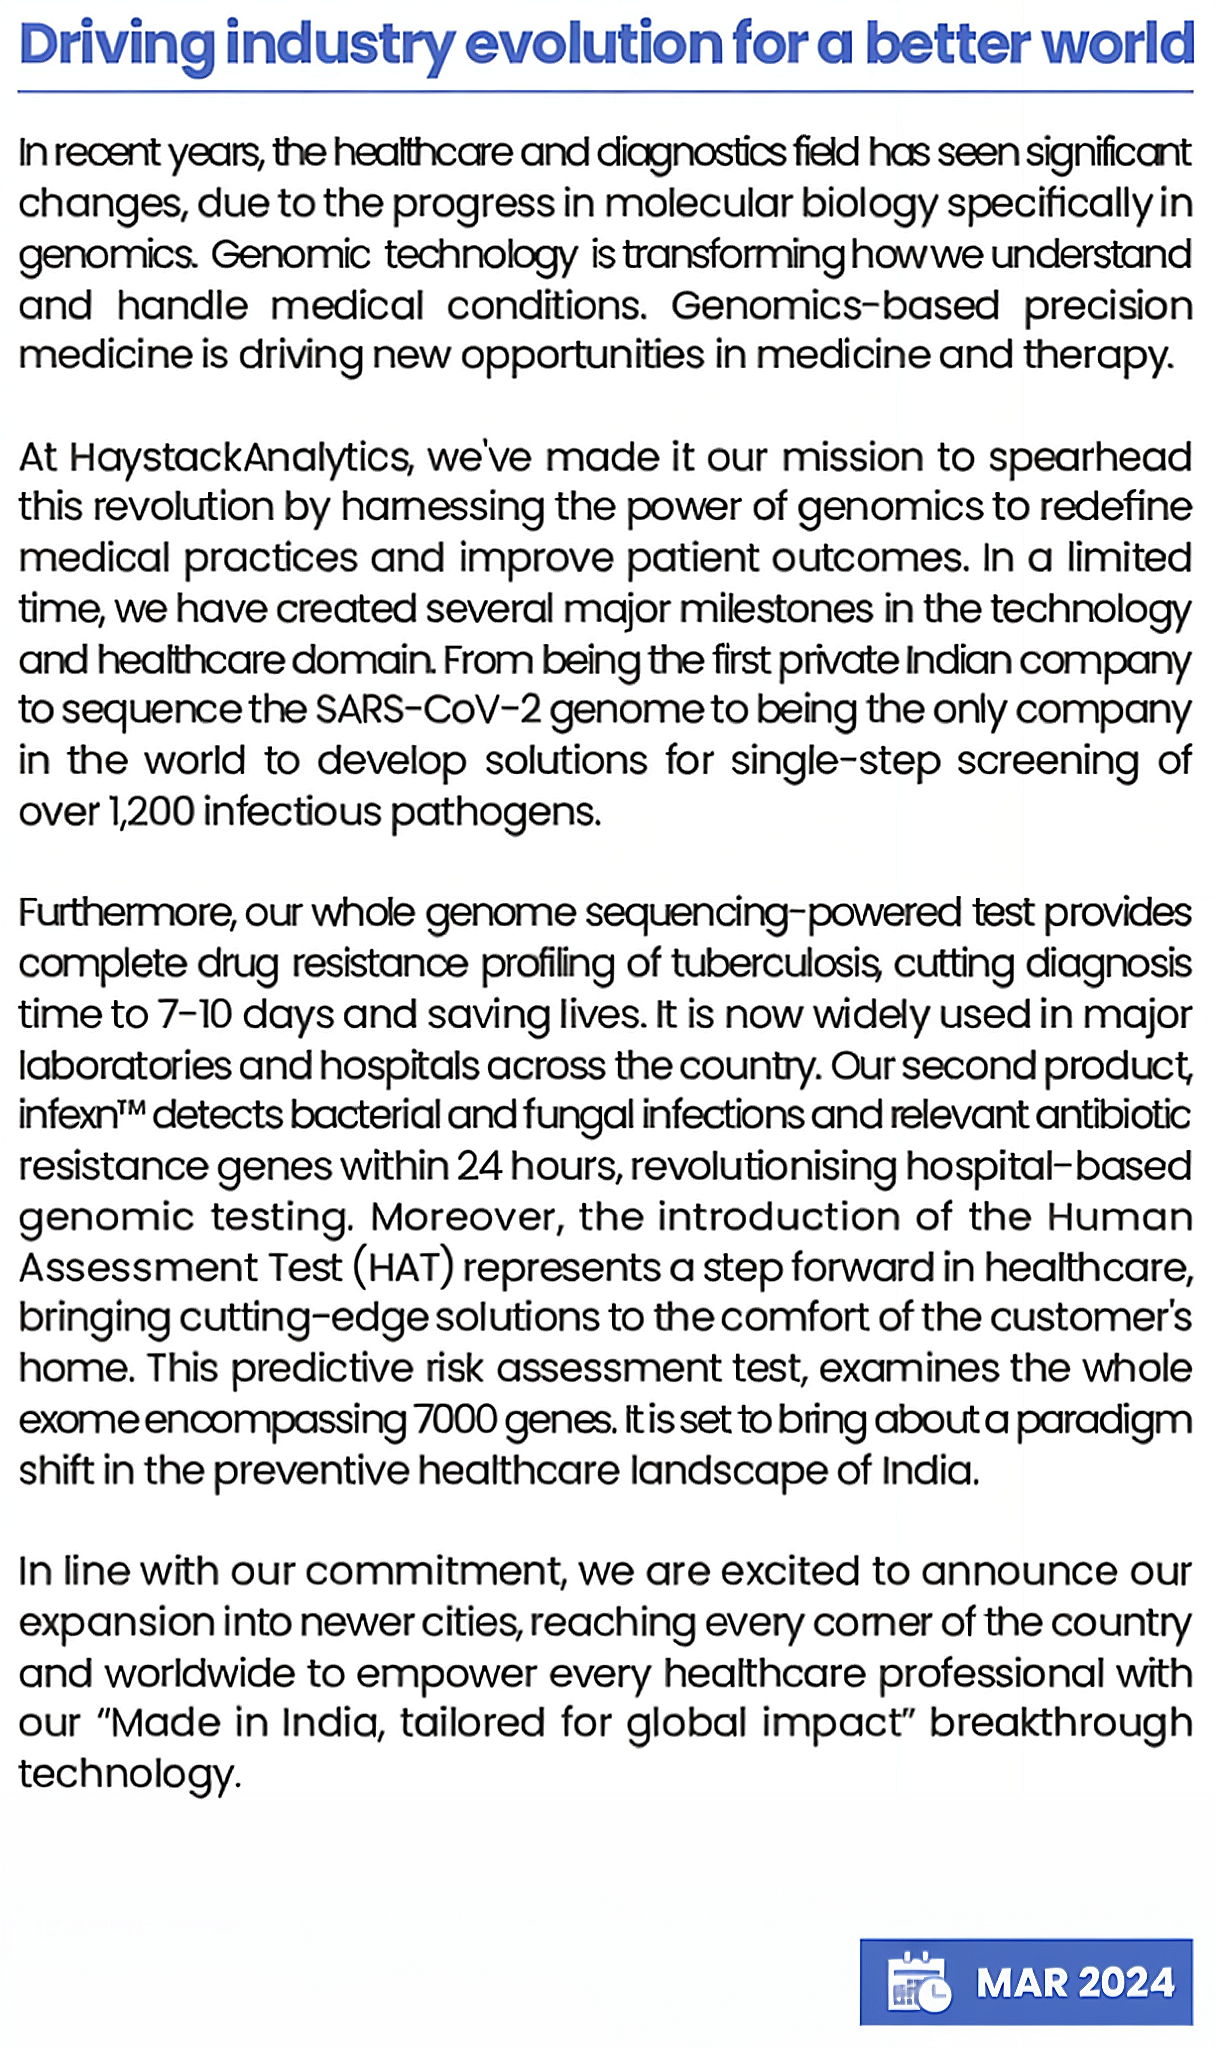 Driving industry evolution for a better world
In recent years, the healthcare and diagnostics field has seen significant
changes, due to the progress in molecular biology specifically in
genomics. Genomic technology is transforming how we understand
and handle medical conditions. Genomics-based precision
medicine is driving new opportunities in medicine and therapy.
At HaystackAnalytics, we've made it our mission to spearhead
this revolution by harnessing the power of genomics to redefine
medical practices and improve patient outcomes. In a limited
time, we have created several major milestones in the technology
and healthcare domain. From being the first private Indian company
to sequence the SARS-CoV-2 genome to being the only company
in the world to develop solutions for single-step screening of
over 1,200 infectious pathogens.
Furthermore, our whole genome sequencing-powered test provides
complete drug resistance profiling of tuberculosis, cutting diagnosis
time to 7-10 days and saving lives. It is now widely used in major
laboratories and hospitals across the country. Our second product,
infexn™ detects bacterial and fungal infections and relevant antibiotic
resistance genes within 24 hours, revolutionising hospital-based
genomic testing. Moreover, the introduction of the Human
Assessment Test (HAT) represents a step forward in healthcare,
bringing cutting-edge solutions to the comfort of the customer's
home. This predictive risk assessment test, examines the whole
exome encompassing 7000 genes. It is set to bring about a paradigm
shift in the preventive healthcare landscape of India.
In line with our commitment, we are excited to announce our
expansion into newer cities, reaching every corner of the country
and worldwide to empower every healthcare professional with
our “Made in India, tailored for global impact” breakthrough
technology.
MAR 2024